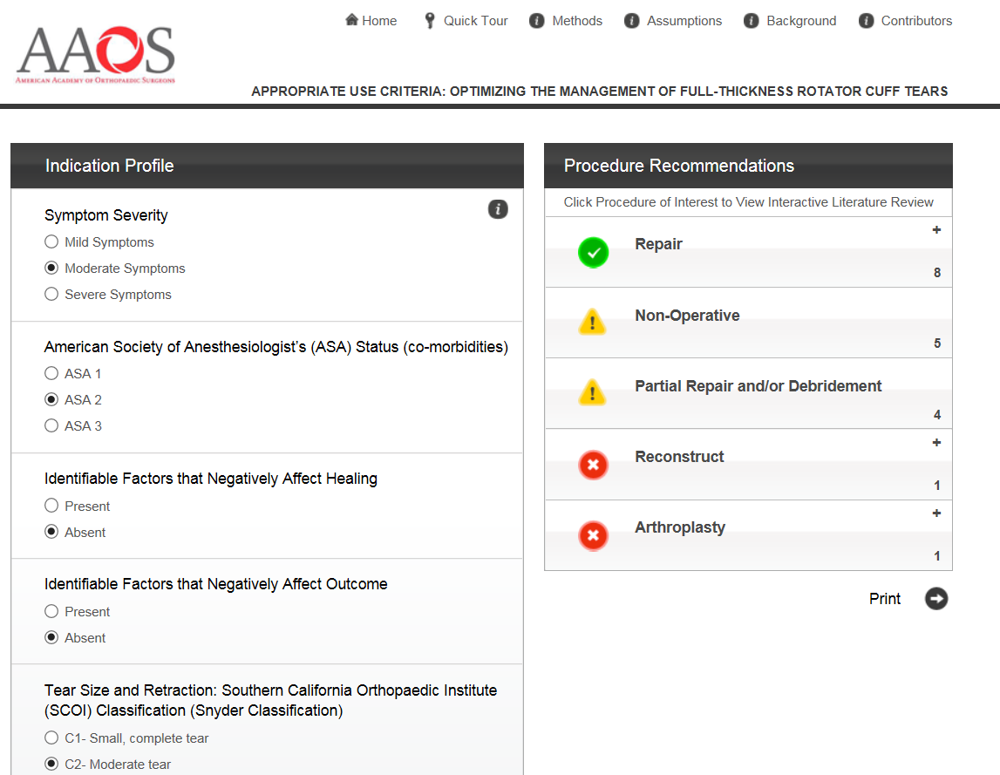 Home
Quick Tour
Methods
Assumptions
Background
Contributors
AAOS
AMERICAN ACADEMY OF ORTHOPAEDIC SURGEONS
APPROPRIATE USE CRITERIA: OPTIMIZING THE MANAGEMENT OF FULL-THICKNESS ROTATOR CUFF TEARS
Indication Profile
Symptom Severity
Mild Symptoms
Moderate Symptoms
Severe Symptoms
American Society of Anesthesiologist's (ASA) Status (co-morbidities)
ASA 1
ASA 2
ASA 3
Identifiable Factors that Negatively Affect Healing
Present
Absent
Identifiable Factors that Negatively Affect Outcome
Present
Absent
Tear Size and Retraction: Southern California Orthopaedic Institute
(SCOI) Classification (Snyder Classification)
C1- Small, complete tear
C2- Moderate tear
Procedure Recommendations
Click Procedure of Interest to View Interactive Literature Review
Repair
+
8
Non-Operative
5
Partial Repair and/or Debridement
4
Reconstruct
+
1
Arthroplasty
+
1
Print